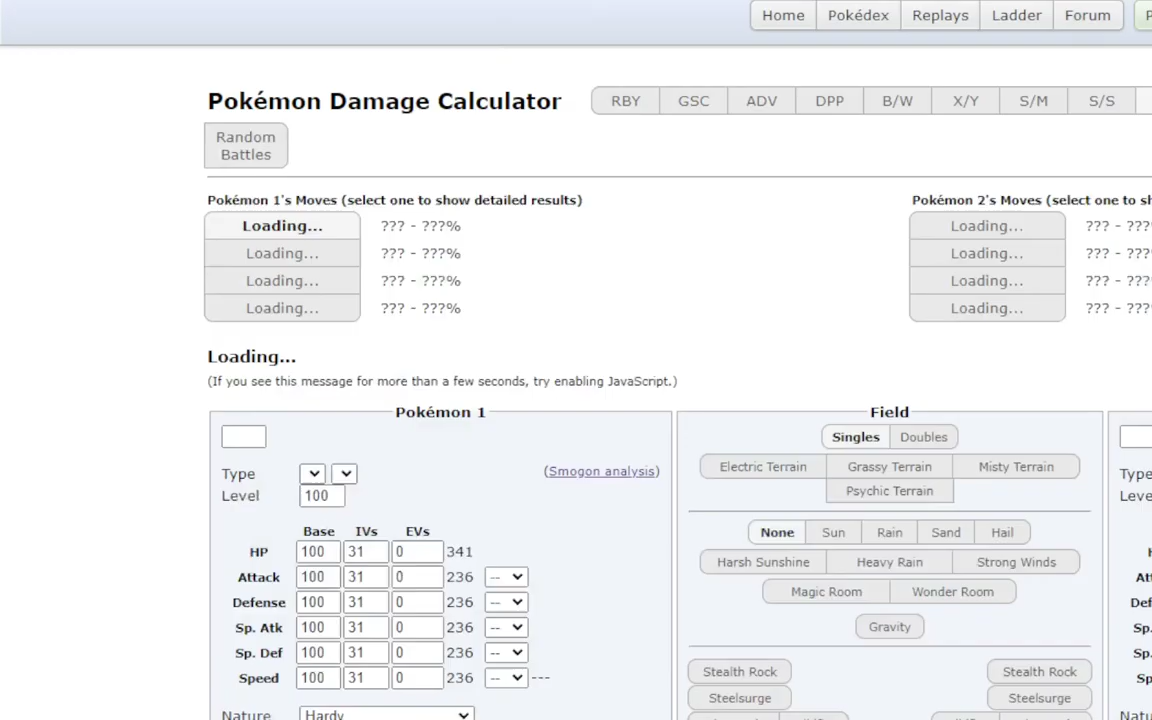 Home Pokédex Replays Ladder Forum P
Pokémon Damage Calculator RBY GSC ADV DPP B/W X/Y S/M S/S
Random
Battles
Pokémon 1's Moves (select one to show detailed results) Pokémon 2's Moves (select one to sh
Loading... ??? - ???% Loading... ??? - ???
Loading... ??? - ???% Loading... ??? - ???
Loading... ??? - ???% Loading... ??? - ???
Loading... ??? - ???% Loading... ??? - ???
Loading...
(If you see this message for more than a few seconds, try enabling JavaScript.)
Pokémon 1 Field
Singles Doubles
Type (Smogon analysis) Electric Terrain Grassy Terrain Misty Terrain Type
Level 100 Psychic Terrain Leve
Base IVs EVs None Sun Rain Sand Hail
HP 100 31 0 341 Harsh Sunshine Heavy Rain Strong Winds
Attack 100 31 0 236 -- Att
Magic Room Wonder Room
Defense 100 31 0 236 -- Def
Sp. Atk 100 31 0 236 -- Gravity Sp.
Sp. Def 100 31 0 236 -- Sp.
Speed 100 31 0 236 -- --- Stealth Rock Stealth Rock Sp
Steelsurge Steelsurge
Nature Hardy